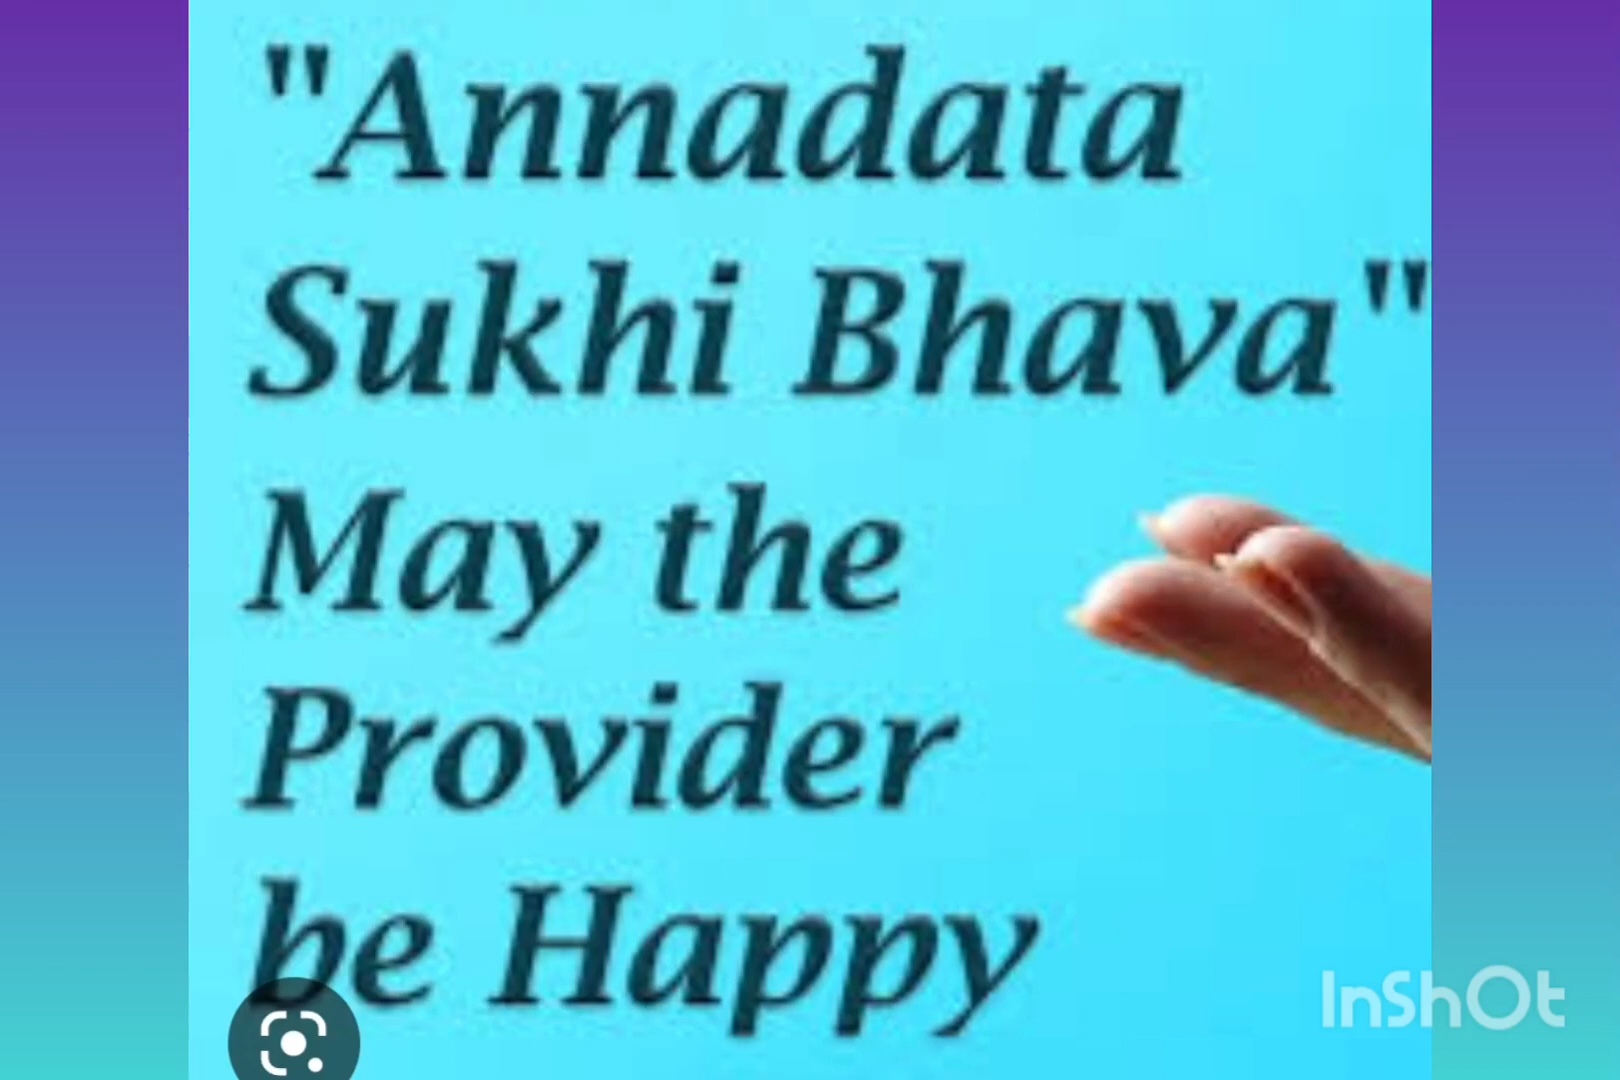 "Annadata
Sukhi Bhava"
May the
Provider
be Happy
InShOt